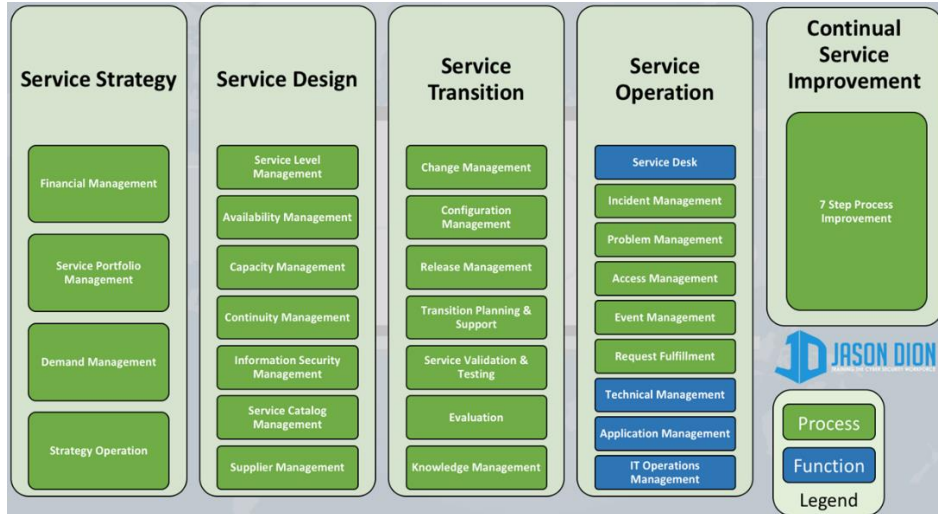 Service Strategy
Financial Management
Service Portfolio
Management
Demand Management
Strategy Operation
Service Design
Service Level
Management
Availability Management
Capacity Management
Continuity Management
Information Security
Management
Service Catalog
Management
Supplier Management
Service
Transition
Change Management
Configuration
Management
Release Management
Transition Planning &
Support
Service Validation &
Testing
Evaluation
Knowledge Management
Service
Operation
Service Desk
Incident Management
Problem Management
Access Management
Event Management
Request Fulfillment
Technical Management
Application Management
IT Operations
Management
Continual
Service
Improvement
7 Step Process
Improvement
JD JASON DION
Process
Function
Legend